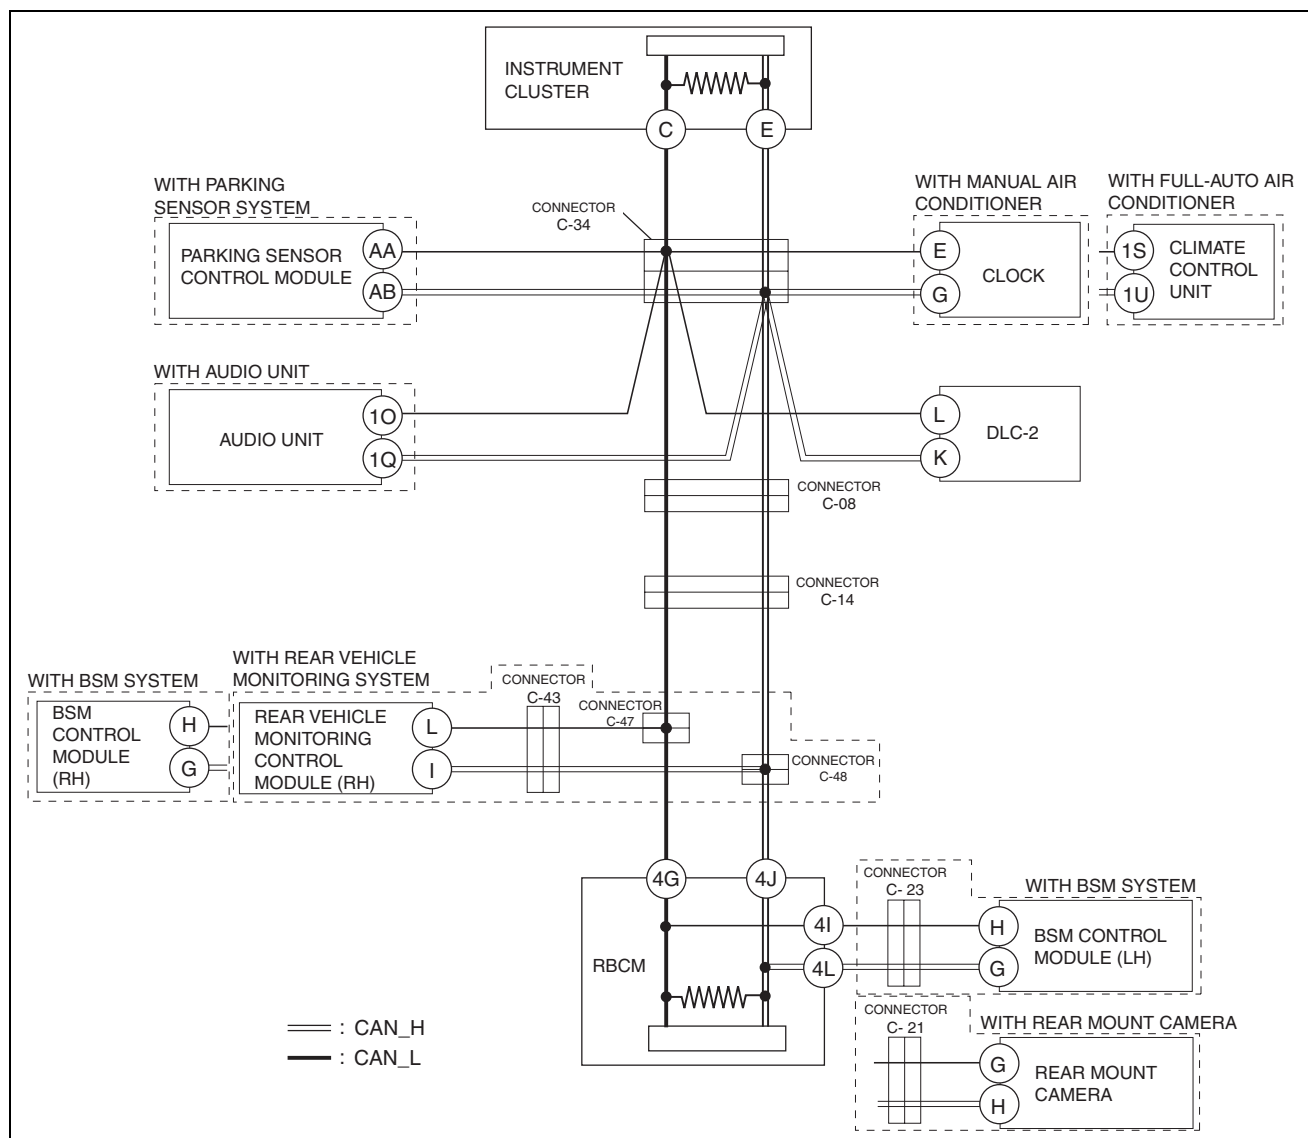 INSTRUMENT
CLUSTER
C
E
WITH PARKING
SENSOR SYSTEM
PARKING SENSOR
CONTROL MODULE
AA
AB
CONNECTOR
C-34
WITH MANUAL AIR
CONDITIONER
E
G
CLOCK
WITH FULL-AUTO AIR
CONDITIONER
1S
1U
CLIMATE
CONTROL
UNIT
WITH AUDIO UNIT
AUDIO UNIT
1O
1Q
L
K
DLC-2
CONNECTOR
C-08
CONNECTOR
C-14
WITH BSM SYSTEM
BSM
CONTROL
MODULE
(RH)
H
G
WITH REAR VEHICLE
MONITORING SYSTEM
REAR VEHICLE
MONITORING
CONTROL
MODULE (RH)
L
I
CONNECTOR
C-43
CONNECTOR
C-47
CONNECTOR
C-48
4G
4J
4I
4L
RBCM
CONNECTOR
C- 23
WITH BSM SYSTEM
H
G
BSM CONTROL
MODULE (LH)
CONNECTOR
C- 21
WITH REAR MOUNT CAMERA
G
H
REAR MOUNT
CAMERA
: CAN_H
: CAN_L